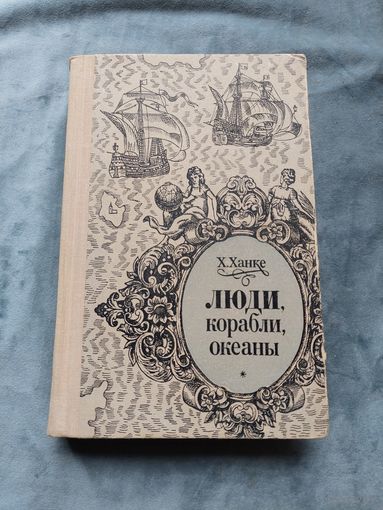 Х.Ханке
ЛЮДИ,
корабли,
океаны